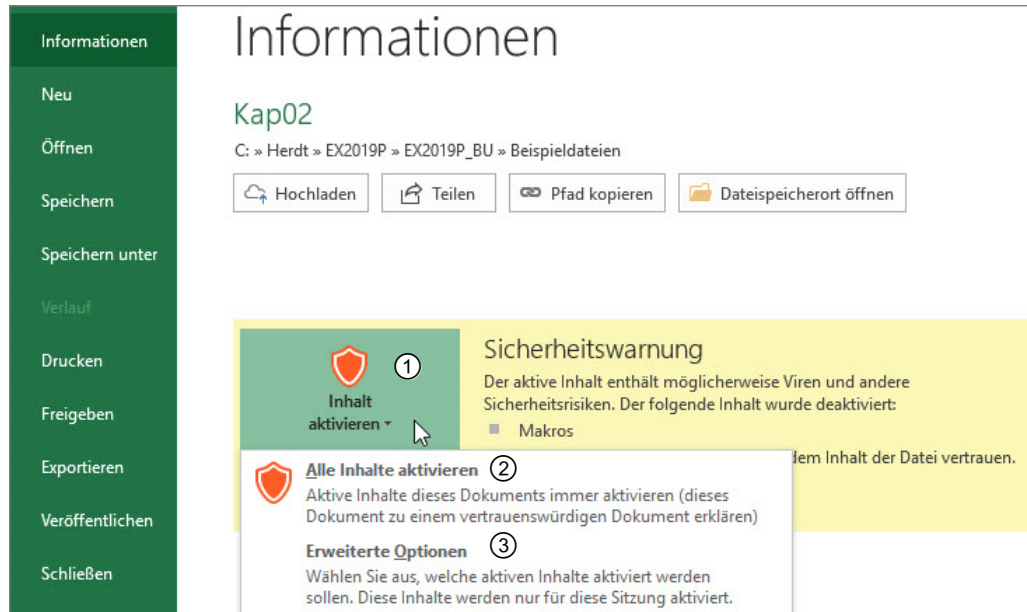 Informationen
Neu
Öffnen
Speichern
Speichern unter
Verlauf
Drucken
Freigeben
Exportieren
Veröffentlichen
Schließen
Informationen
Kap02
C: » Herdt » EX2019P » EX2019P_BU » Beispieldateien
Hochladen
Teilen
Pfad kopieren
Dateispeicherort öffnen
1
Inhalt
aktivieren
Sicherheitswarnung
Der aktive Inhalt enthält möglicherweise Viren und andere
Sicherheitsrisiken. Der folgende Inhalt wurde deaktiviert:
Makros
dem Inhalt der Datei vertrauen.
Alle Inhalte aktivieren 2
Aktive Inhalte dieses Dokuments immer aktivieren (dieses
Dokument zu einem vertrauenswürdigen Dokument erklären)
Erweiterte Optionen 3
Wählen Sie aus, welche aktiven Inhalte aktiviert werden
sollen. Diese Inhalte werden nur für diese Sitzung aktiviert.